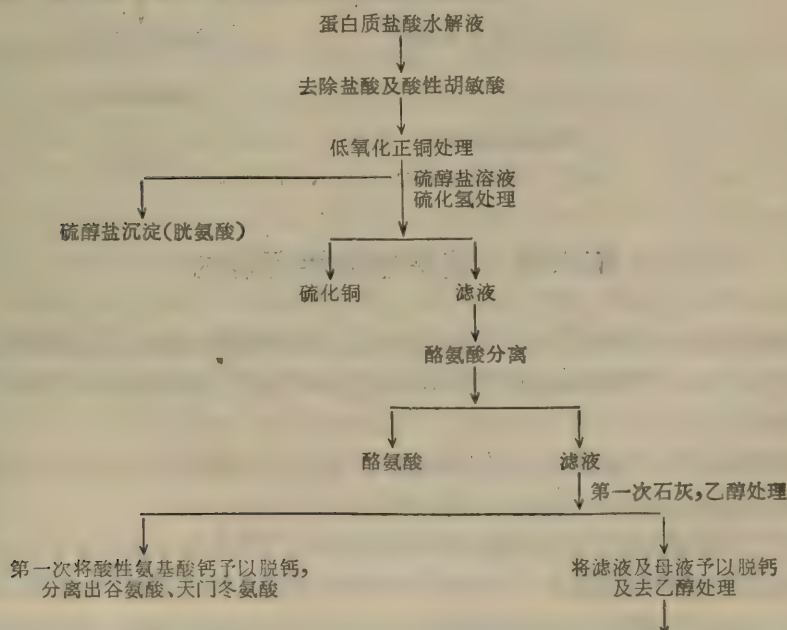 蛋白质盐酸水解液
去除盐酸及酸性胡敏酸
低氧化正铜处理
硫醇盐溶液
硫化氢处理
硫醇盐沉淀(胱氨酸)
硫化铜
滤液
酪氨酸分离
酪氨酸
滤液
第一次石灰,乙醇处理
第一次将酸性氨基酸钙予以脱钙,
分离出谷氨酸、天门冬氨酸
将滤液及母液予以脱钙
及去乙醇处理